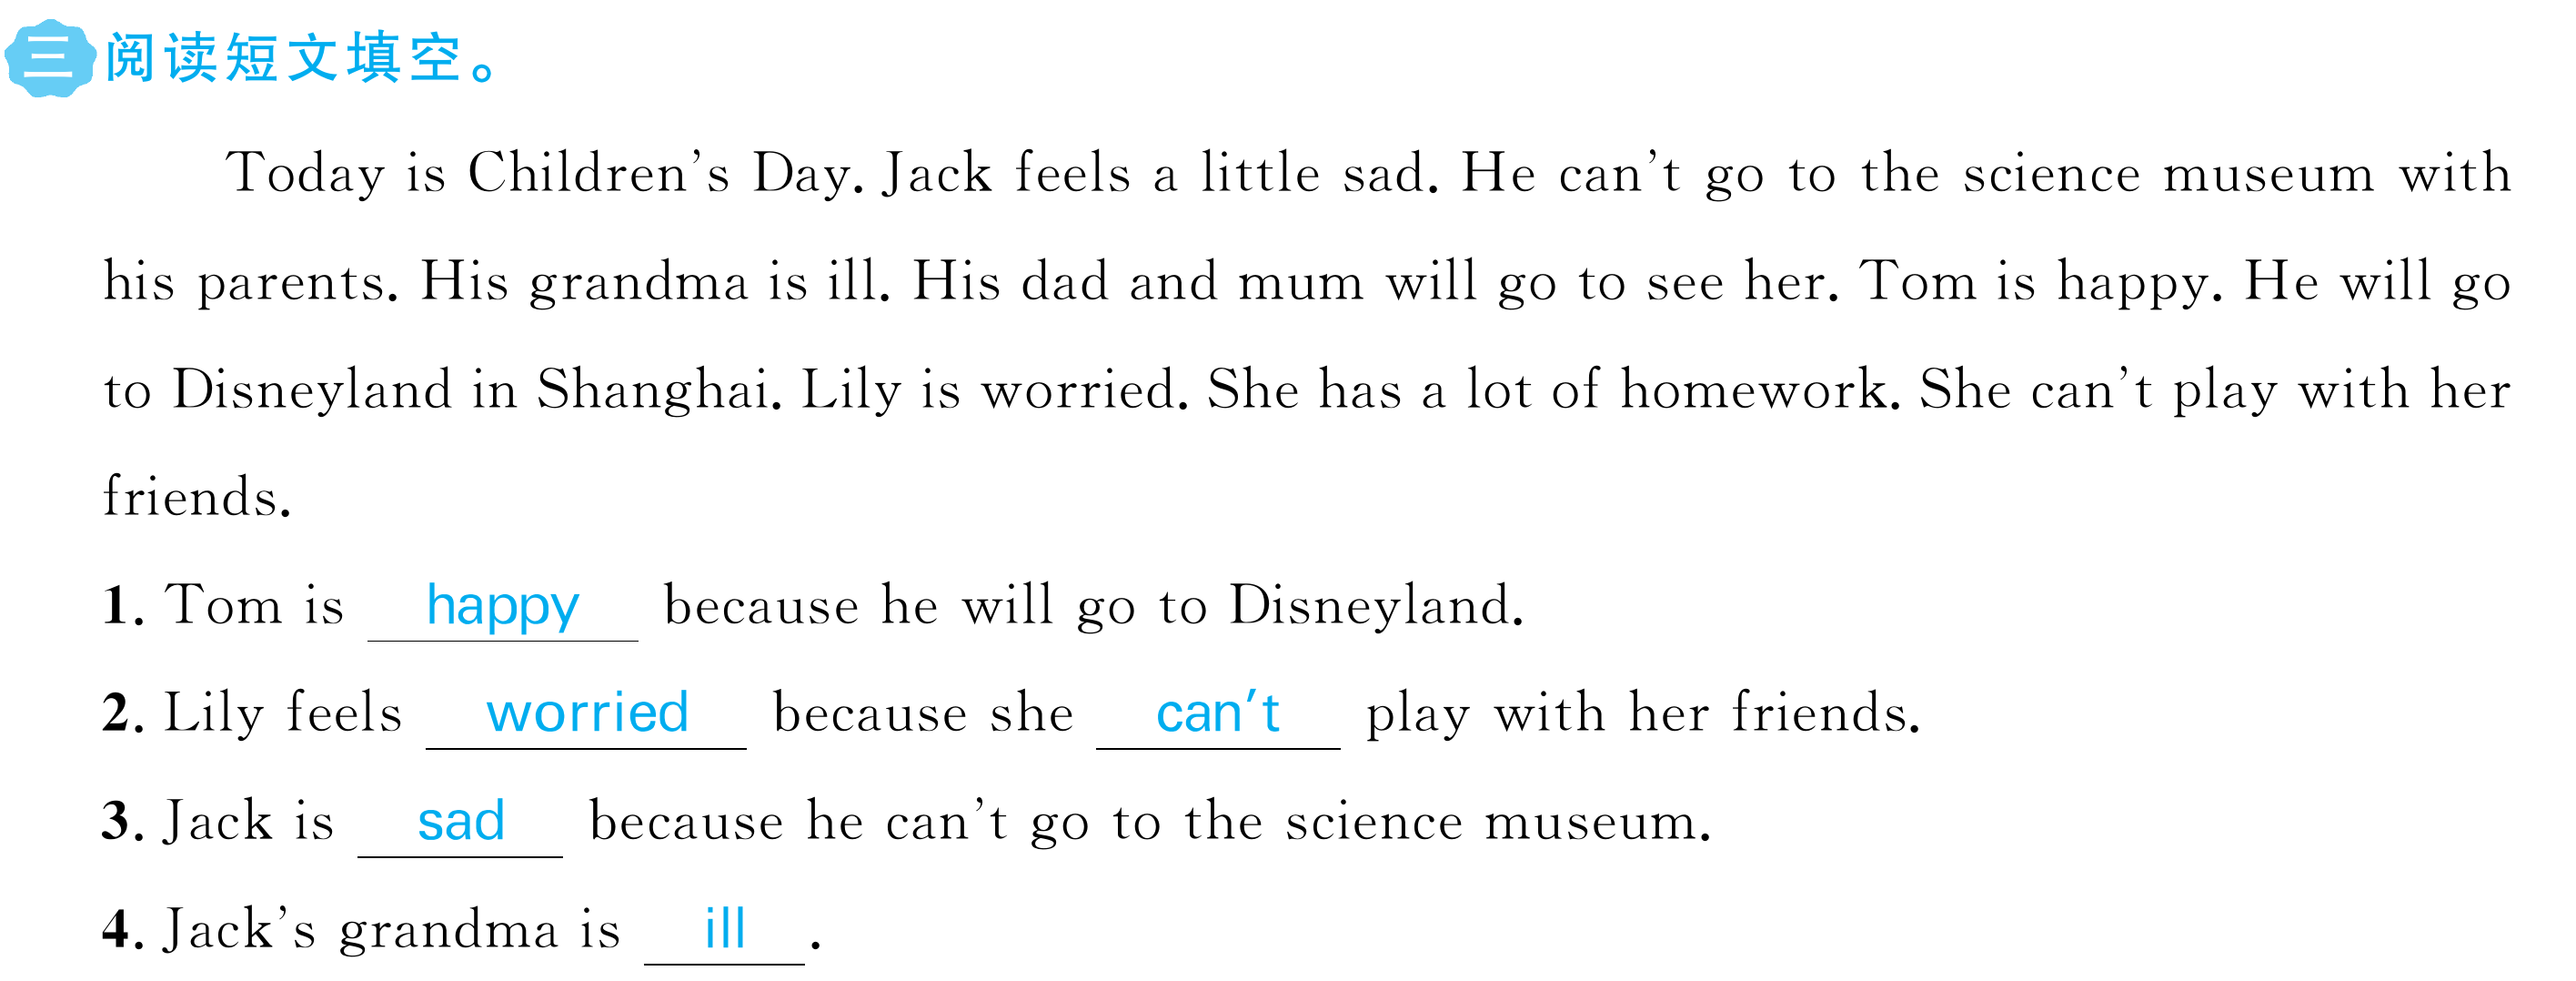 三 阅读短文填空。
Today is Children's Day. Jack feels a little sad. He can't go to the science museum with
his parents. His grandma is ill. His dad and mum will go to see her. Tom is happy. He will go
to Disneyland in Shanghai. Lily is worried. She has a lot of homework. She can't play with her
friends.
1. Tom is happy because he will go to Disneyland.
2. Lily feels worried because she can't play with her friends.
3. Jack is sad because he can't go to the science museum.
4. Jack's grandma is ill.